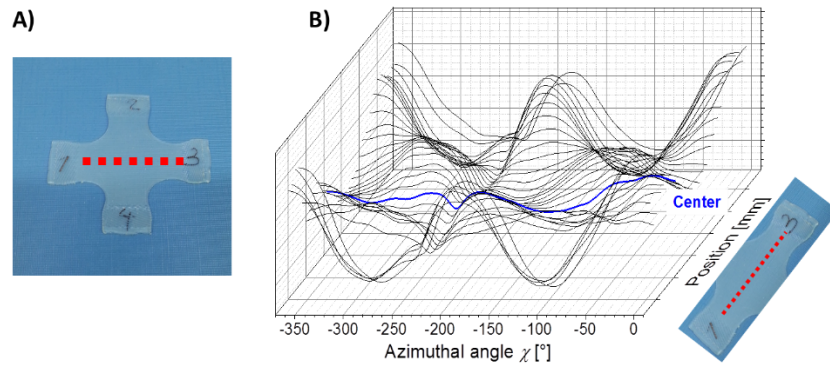 A)
B)
2
1
3
4
Center
Position [mm]
3
1
-350 -300 -250 -200 -150 -100 -50 0
Azimuthal angle χ [°]